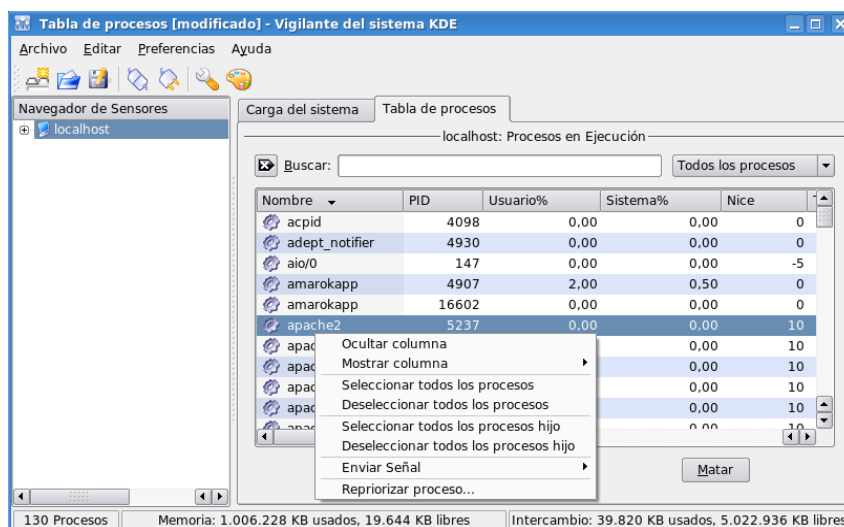 Tabla de procesos [modificado] - Vigilante del sistema KDE
Archivo Editar Preferencias Ayuda
Navegador de Sensores
localhost
Carga del sistema Tabla de procesos
localhost: Procesos en Ejecución
Buscar: Todos los procesos
Nombre PID Usuario% Sistema% Nice
acpid 4098 0,00 0,00 0
adept_notifier 4930 0,00 0,00 0
aio/0 147 0,00 0,00 -5
amarokapp 4907 2,00 0,50 0
amarokapp 16602 0,00 0,00 0
apache2 5237 0,00 0,00 10
apac 0,00 10
apac 0,00 10
apac 0,00 10
apac 0,00 10
Ocultar columna
Mostrar columna
Seleccionar todos los procesos
Deseleccionar todos los procesos
Seleccionar todos los procesos hijo
Deseleccionar todos los procesos hijo
Enviar Señal
Repriorizar proceso...
Matar
130 Procesos Memoria: 1.006.228 KB usados, 19.644 KB libres Intercambio: 39.820 KB usados, 5.022.936 KB libres